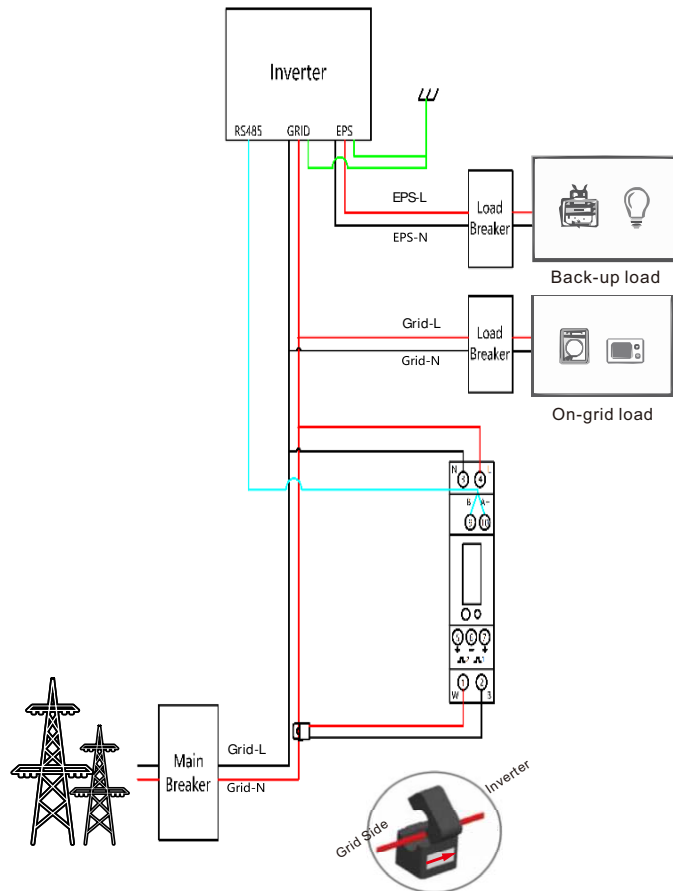 Inverter
RS485 GRID EPS
EPS-L
EPS-N
Load
Breaker
Back-up load
Grid-L
Grid-N
Load
Breaker
On-grid load
N L
3 4
B A-
9 10
5 6 7
1 2
W B
Main
Breaker
Grid-L
Grid-N
Grid Side
Inverter